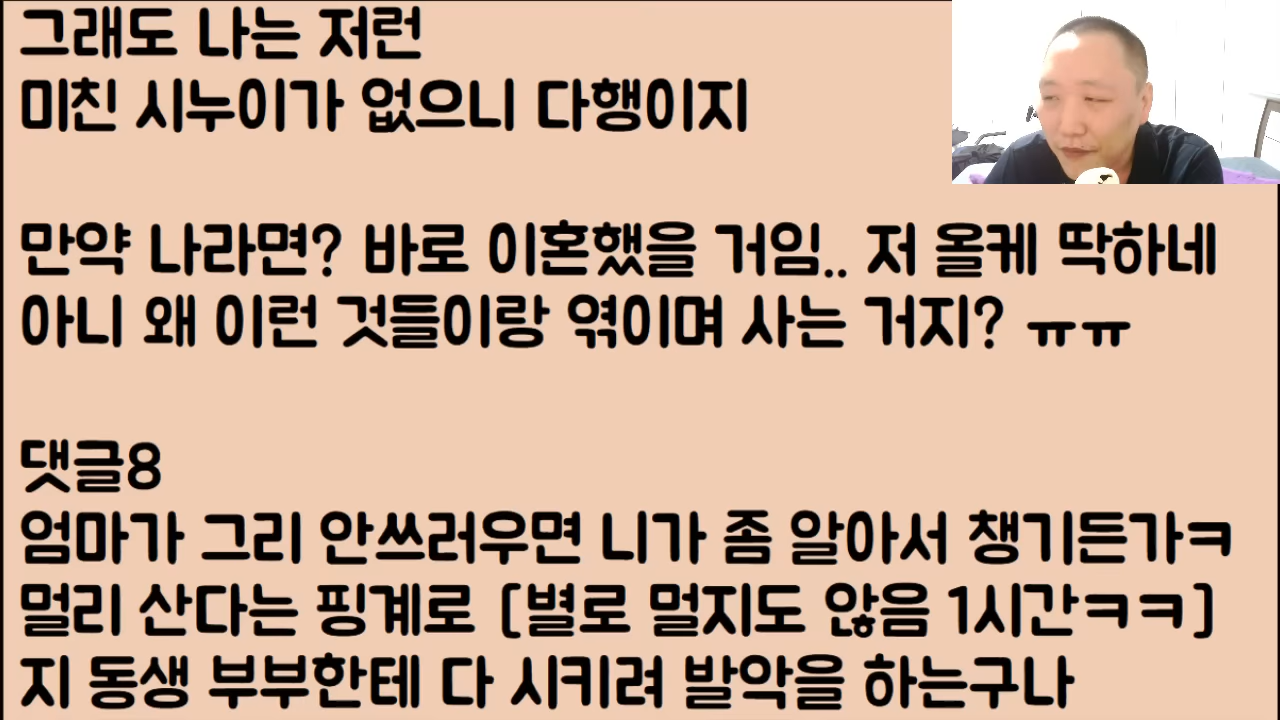 그래도 나는 저런
미친 시누이가 없으니 다행이지
만약 나라면? 바로 이혼했을 거임.. 저 올케 딱하네
아니 왜 이런 것들이랑 엮이며 사는 거지? ㅠㅠ
댓글8
엄마가 그리 안쓰러우면 니가 좀 알아서 챙기든가ㅋ
멀리 산다는 핑계로 [별로 멀지도 않음 1시간ㅋㅋ]
지 동생 부부한테 다 시키려 발악을 하는구나